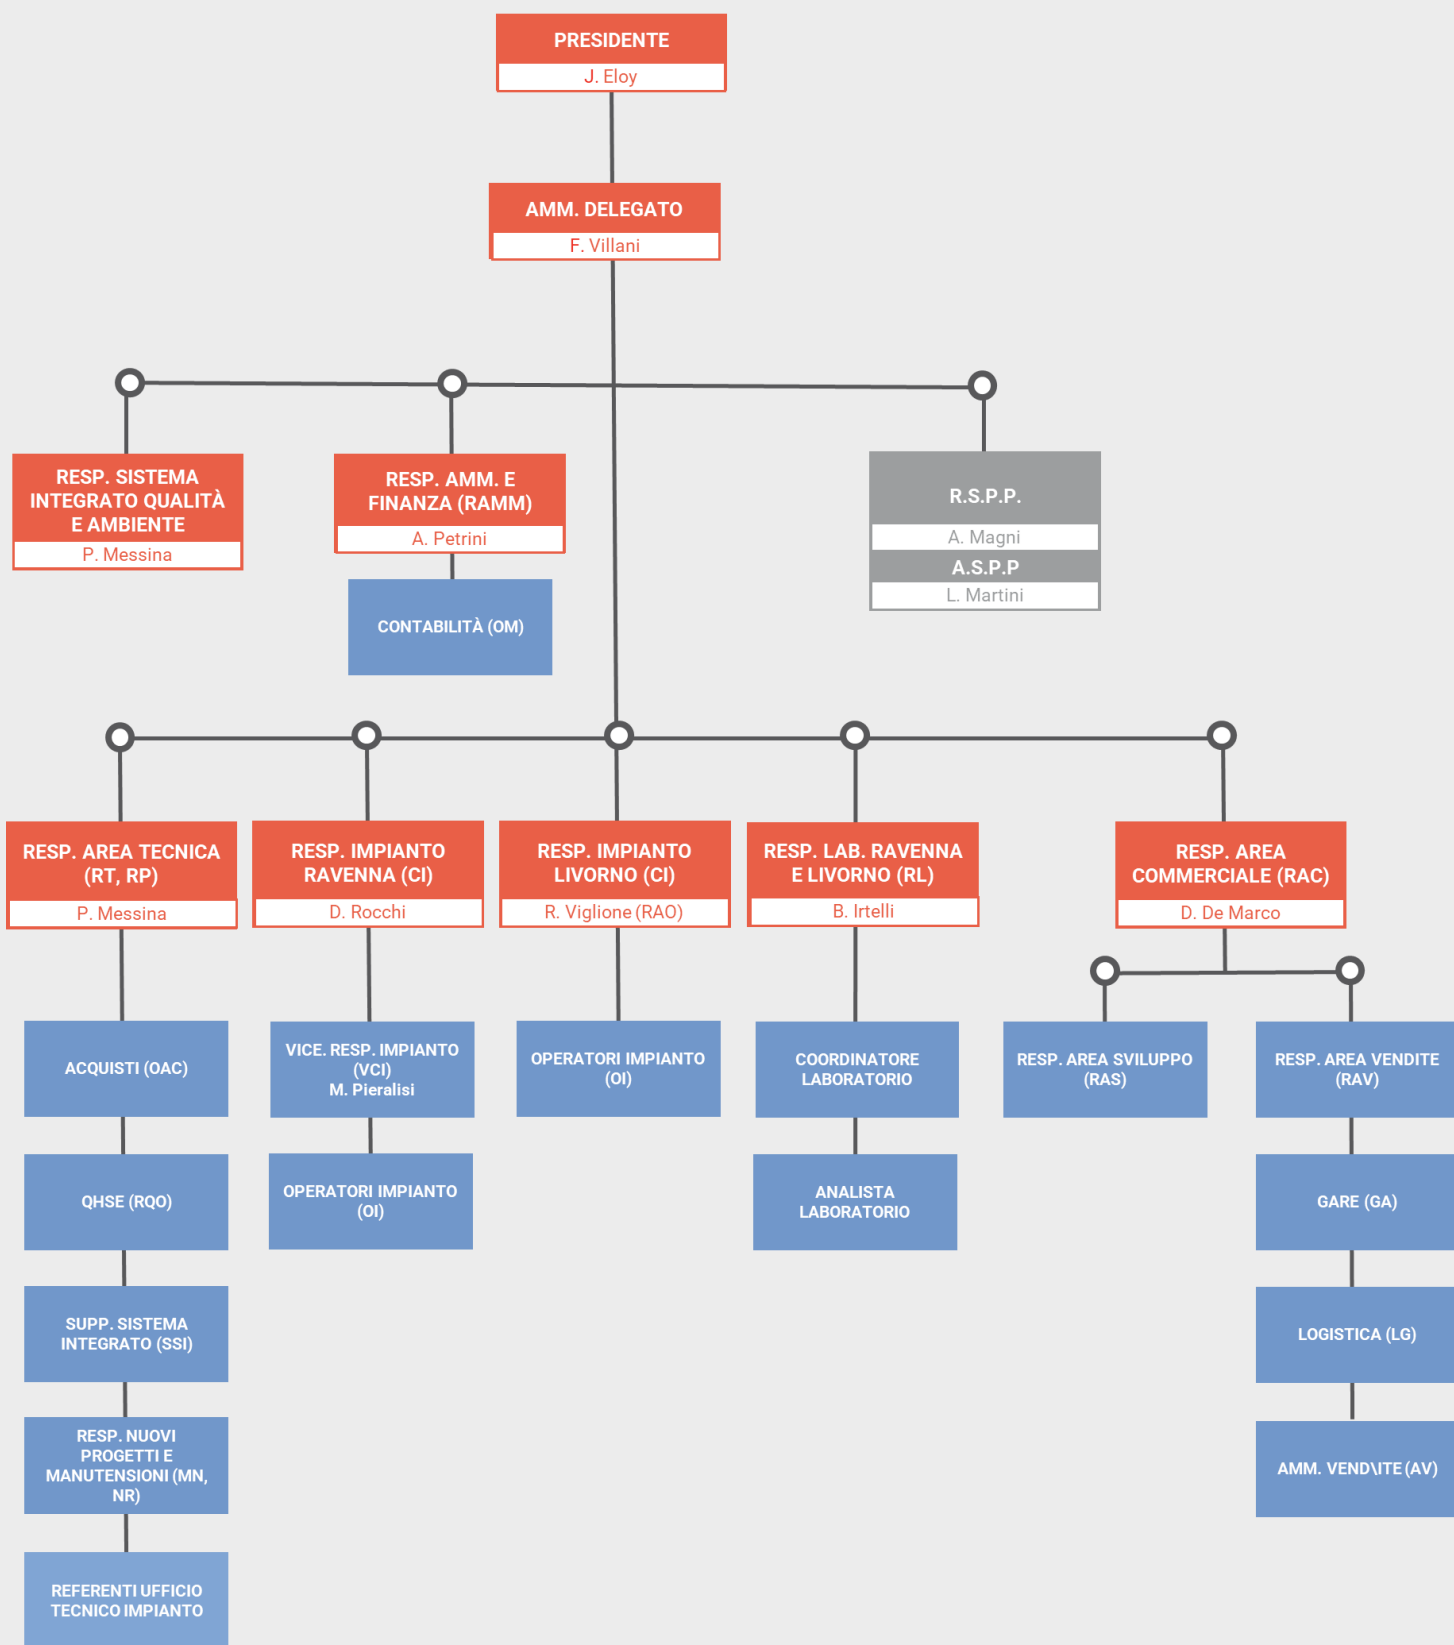 PRESIDENTE
J. Eloy
AMM. DELEGATO
F. Villani
RESP. SISTEMA
INTEGRATO QUALITÀ
E AMBIENTE
P. Messina
RESP. AMM. E
FINANZA (RAMM)
A. Petrini
CONTABILITÀ (OM)
R.S.P.P.
A. Magni
A.S.P.P
L. Martini
RESP. AREA TECNICA
(RT, RP)
P. Messina
RESP. IMPIANTO
RAVENNA (CI)
D. Rocchi
RESP. IMPIANTO
LIVORNO (CI)
R. Viglione (RAO)
RESP. LAB. RAVENNA
E LIVORNO (RL)
B. Irtelli
RESP. AREA
COMMERCIALE (RAC)
D. De Marco
ACQUISTI (OAC)
QHSE (RQO)
SUPP. SISTEMA
INTEGRATO (SSI)
RESP. NUOVI
PROGETTI E
MANUTENSIONI (MN,
NR)
REFERENTI UFFICIO
TECNICO IMPIANTO
VICE. RESP. IMPIANTO
(VCI)
M. Pieralisi
OPERATORI IMPIANTO
(OI)
OPERATORI IMPIANTO
(OI)
COORDINATORE
LABORATORIO
ANALISTA
LABORATORIO
RESP. AREA SVILUPPO
(RAS)
RESP. AREA VENDITE
(RAV)
GARE (GA)
LOGISTICA (LG)
AMM. VEND\ITE (AV)